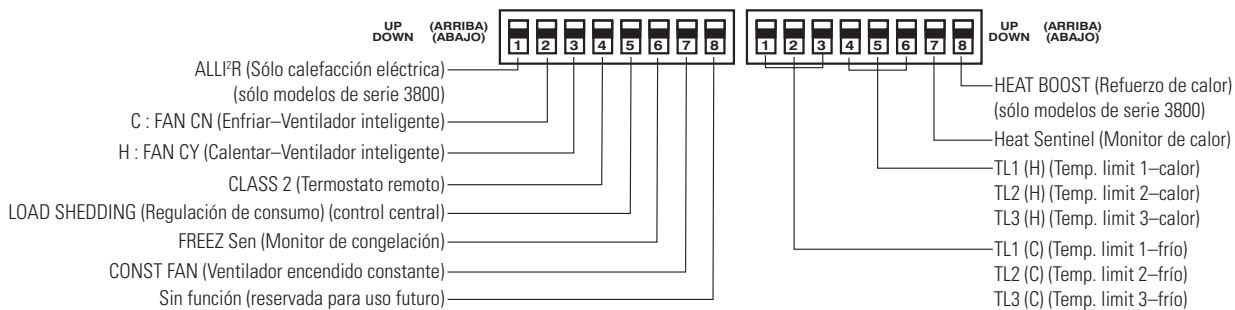 UP (ARRIBA)
DOWN (ABAJO)
1 2 3 4 5 6 7 8
1 2 3 4 5 6 7 8
UP (ARRIBA)
DOWN (ABAJO)
ALLI²R (Sólo calefacción eléctrica)
(sólo modelos de serie 3800)
C : FAN CN (Enfriar–Ventilador inteligente)
H : FAN CY (Calentar–Ventilador inteligente)
CLASS 2 (Termostato remoto)
LOAD SHEDDING (Regulación de consumo) (control central)
FREEZ Sen (Monitor de congelación)
CONST FAN (Ventilador encendido constante)
Sin función (reservada para uso futuro)
HEAT BOOST (Refuerzo de calor)
(sólo modelos de serie 3800)
Heat Sentinel (Monitor de calor)
TL1 (H) (Temp. limit 1–calor)
TL2 (H) (Temp. limit 2–calor)
TL3 (H) (Temp. limit 3–calor)
TL1 (C) (Temp. limit 1–frío)
TL2 (C) (Temp. limit 2–frío)
TL3 (C) (Temp. limit 3–frío)